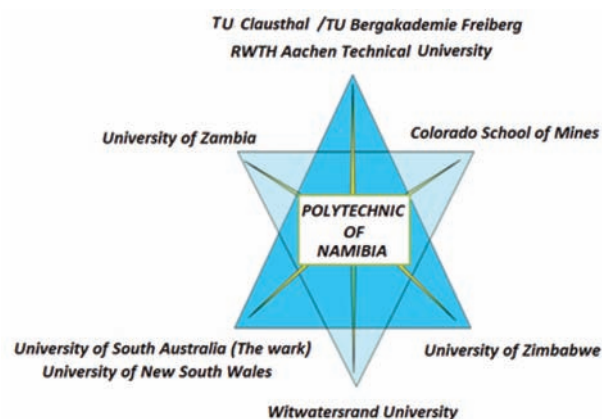 TU Clausthal /TU Bergakademie Freiberg
RWTH Aachen Technical University
University of Zambia
Colorado School of Mines
POLYTECHNIC
OF
NAMIBIA
University of South Australia (The wark)
University of New South Wales
University of Zimbabwe
Witwatersrand University